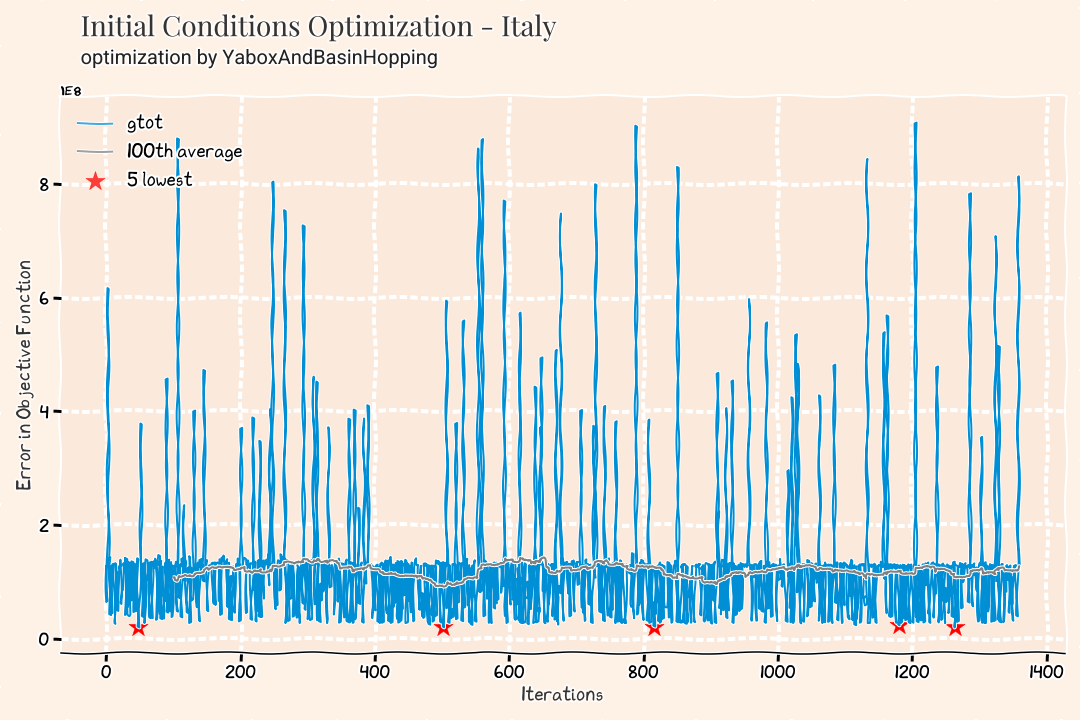 Initial Conditions Optimization - Italy
optimization by YaboxAndBasinHopping
1E8
gtot
100th average
5 lowest
8
6
4
2
0
Error in Objective Function
0 200 400 600 800 1000 1200 1400
Iterations